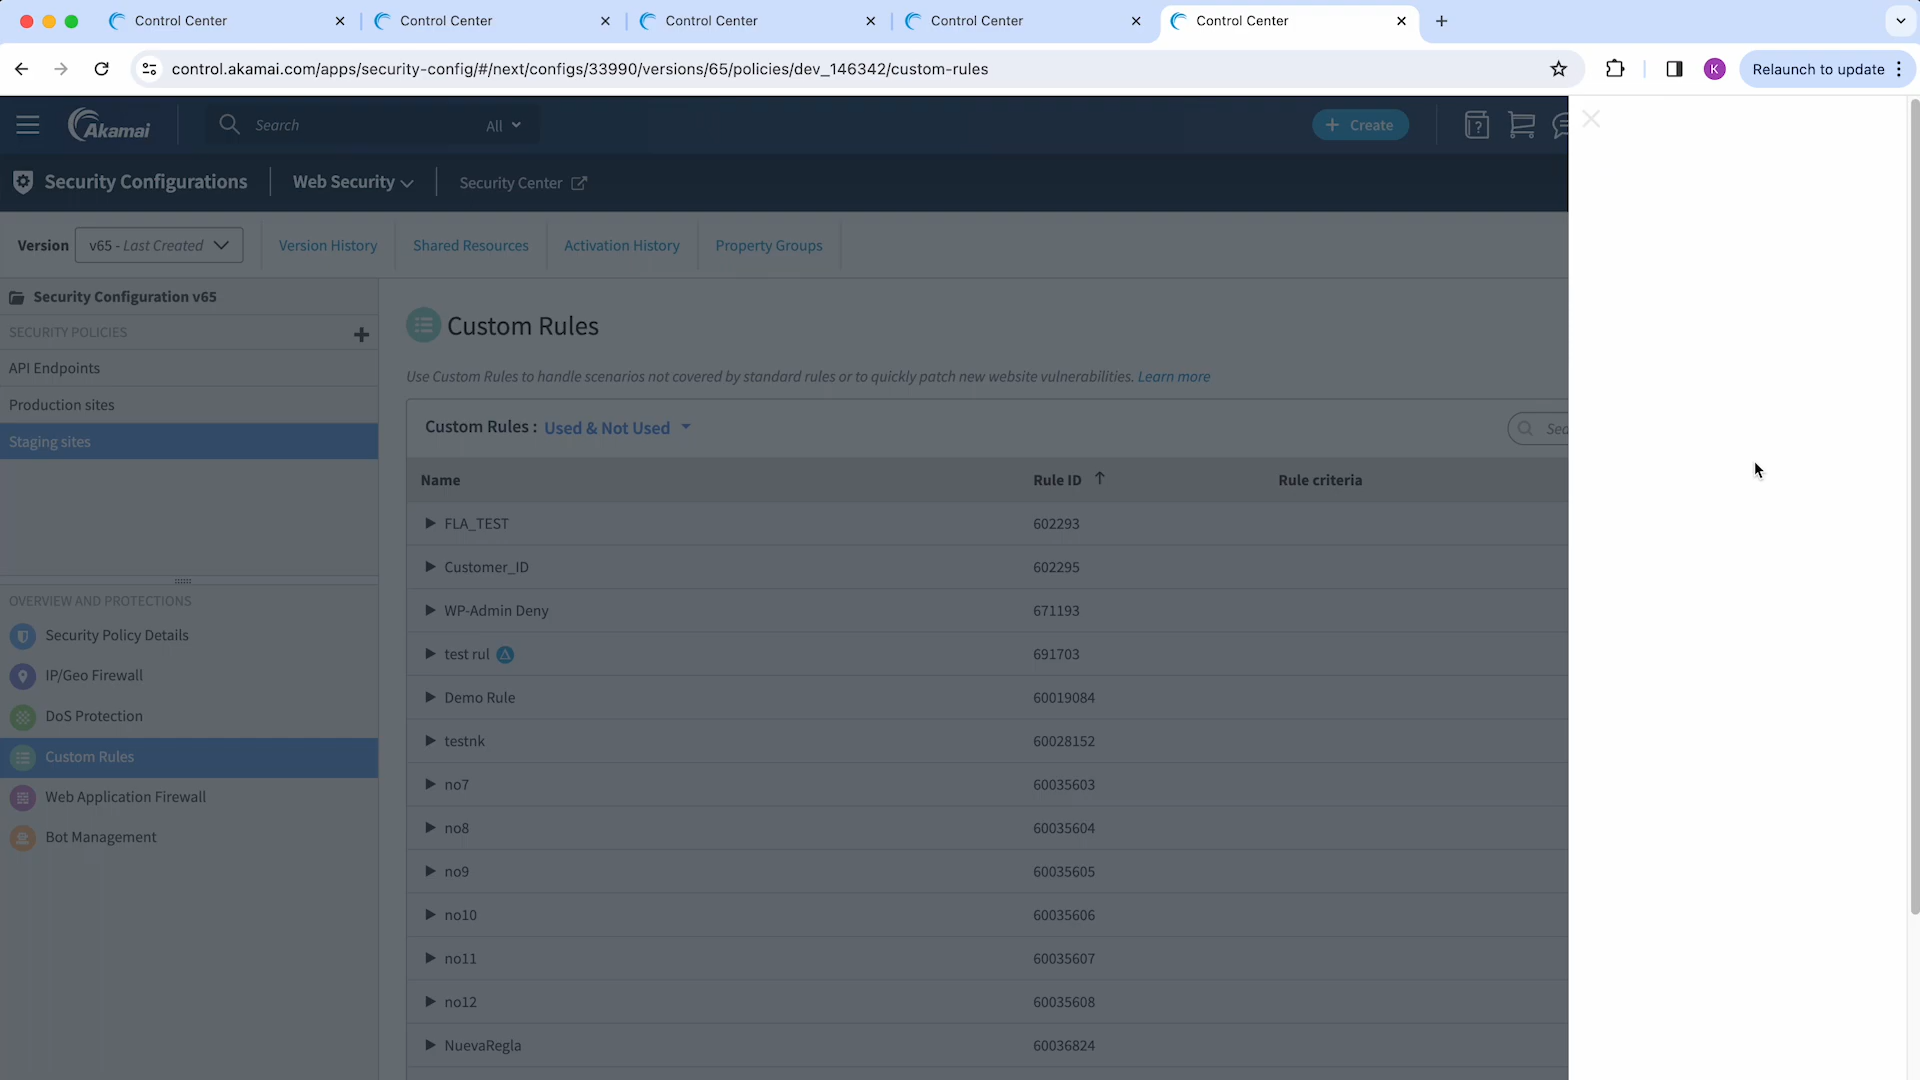 Control Center
Control Center
Control Center
Control Center
Control Center
control.akamai.com/apps/security-config/#/next/configs/33990/versions/65/policies/dev_146342/custom-rules
K
Relaunch to update
Akamai
Search
All
Create
Security Configurations
Web Security
Security Center
Version
v65 - Last Created
Version History
Shared Resources
Activation History
Property Groups
Security Configuration v65
SECURITY POLICIES
API Endpoints
Production sites
Staging sites
OVERVIEW AND PROTECTIONS
Security Policy Details
IP/Geo Firewall
DoS Protection
Custom Rules
Web Application Firewall
Bot Management
Custom Rules
Use Custom Rules to handle scenarios not covered by standard rules or to quickly patch new website vulnerabilities. Learn more
Custom Rules : Used & Not Used
Sea
Name Rule ID Rule criteria
FLA_TEST 602293
Customer_ID 602295
WP-Admin Deny 671193
test rul 691703
Demo Rule 60019084
testnk 60028152
no7 60035603
no8 60035604
no9 60035605
no10 60035606
no11 60035607
no12 60035608
NuevaRegla 60036824